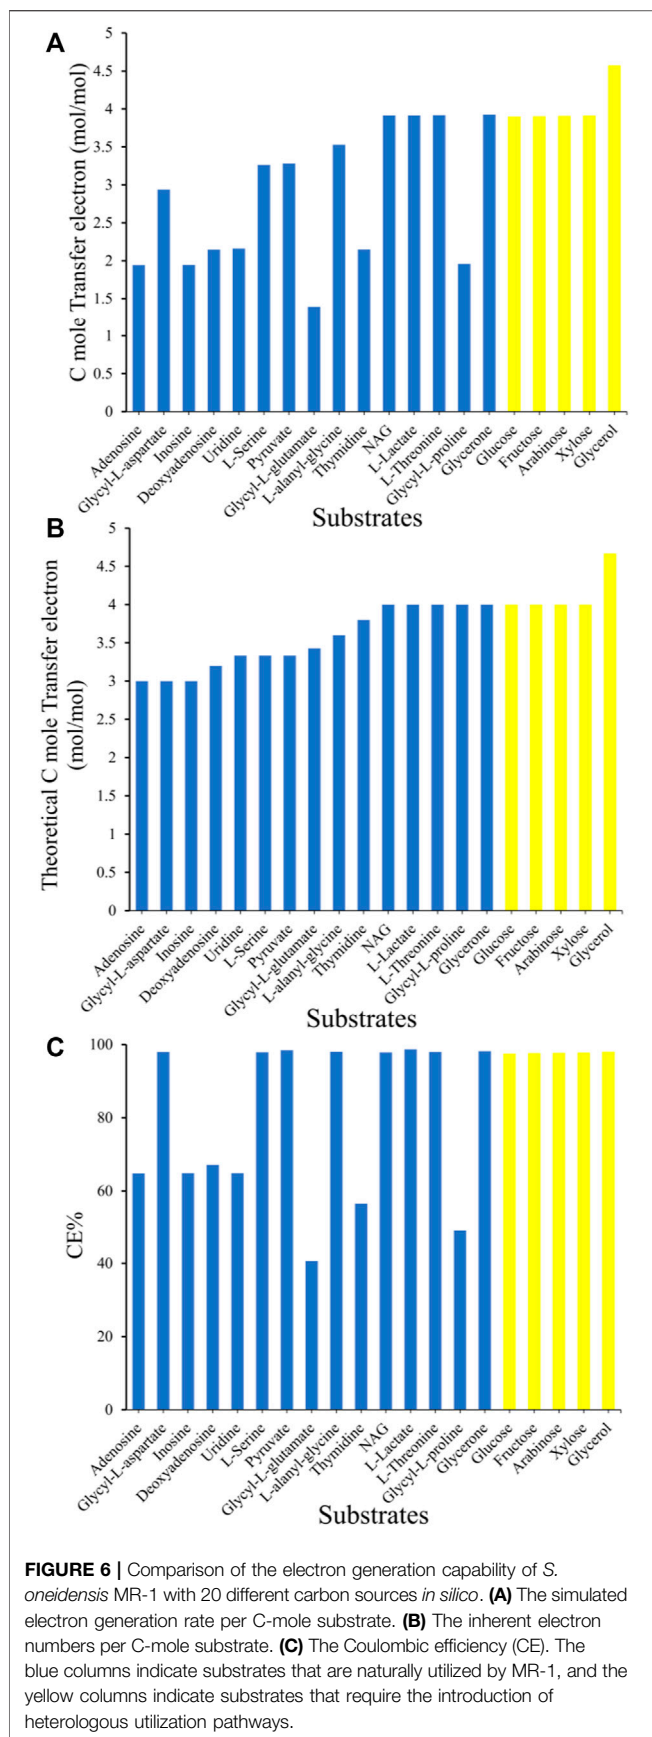 A
C mole Transfer electron (mol/mol)
5
4.5
4
3.5
3
2.5
2
1.5
1
0.5
0
Adenosine
Glycyl-L-aspartate
Inosine
Deoxyadenosine
Uridine
L-Serine
Pyruvate
Glycyl-L-glutamate
L-alanyl-glycine
Thymidine
NAG
L-Lactate
L-Threonine
Glycyl-L-proline
Glycerone
Glucose
Fructose
Arabinose
Xylose
Glycerol
Substrates
B
Theoretical C mole Transfer electron
(mol/mol)
5
4.5
4
3.5
3
2.5
2
1.5
1
0.5
0
Adenosine
Glycyl-L-aspartate
Inosine
Deoxyadenosine
Uridine
L-Serine
Pyruvate
Glycyl-L-glutamate
L-alanyl-glycine
Thymidine
NAG
L-Lactate
L-Threonine
Glycyl-L-proline
Glycerone
Glucose
Fructose
Arabinose
Xylose
Glycerol
Substrates
C
CE%
100
80
60
40
20
0
Adenosine
Glycyl-L-aspartate
Inosine
Deoxyadenosine
Uridine
L-Serine
Pyruvate
Glycyl-L-glutamate
L-alanyl-glycine
Thymidine
NAG
L-Lactate
L-Threonine
Glycyl-L-proline
Glycerone
Glucose
Fructose
Arabinose
Xylose
Glycerol
Substrates
FIGURE 6 | Comparison of the electron generation capability of S.
oneidensis MR-1 with 20 different carbon sources in silico. (A) The simulated
electron generation rate per C-mole substrate. (B) The inherent electron
numbers per C-mole substrate. (C) The Coulombic efficiency (CE). The
blue columns indicate substrates that are naturally utilized by MR-1, and the
yellow columns indicate substrates that require the introduction of
heterologous utilization pathways.